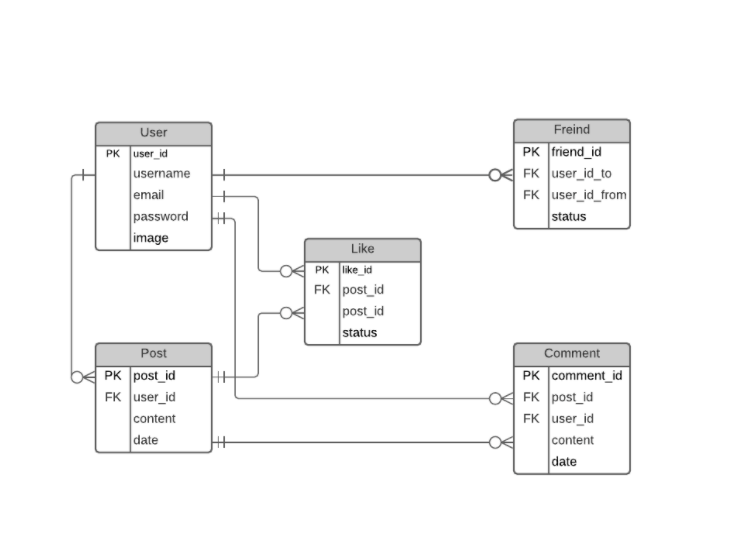 User
PK user_id
username
email
password
image
Freind
PK friend_id
FK user_id_to
FK user_id_from
status
Like
PK like_id
FK post_id
post_id
status
Post
PK post_id
FK user_id
content
date
Comment
PK comment_id
FK post_id
FK user_id
content
date